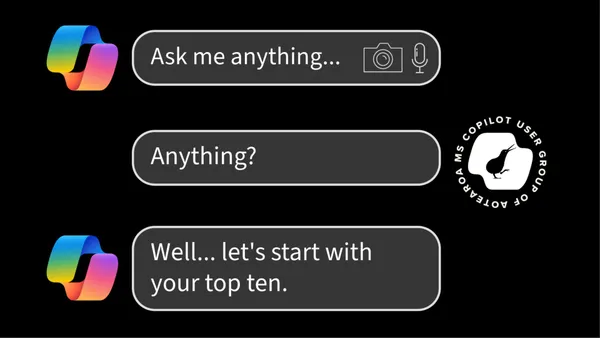 Ask me anything...
Anything?
MS COPILOT USER GROUP OF AOTEAROA
Well... let's start with
your top ten.